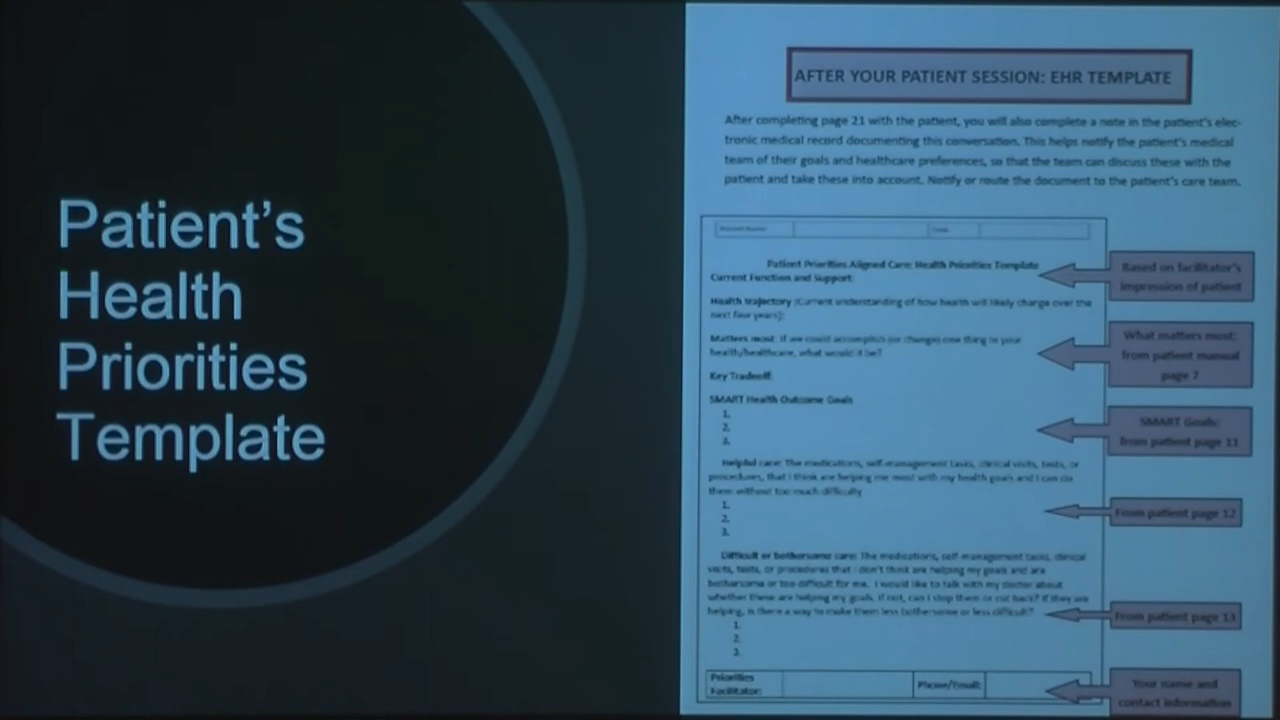 Patient's
Health
Priorities
Template
AFTER YOUR PATIENT SESSION: EHR TEMPLATE
After completing page 21 with the patient, you will also complete a note in the patient's elec-
tronic medical record documenting this conversation. This helps notify the patient's medical
team of their goals and healthcare preferences, so that the team can discuss these with the
patient and take these into account. Notify or route the document to the patient's care team.
Patient Name
Date
Patient Priorities Aligned Care: Health Priorities Template
Current Function and Support:
Health trajectory (Current understanding of how health will likely change over the
next few years):
Matters most: If we could accomplish (or change) one thing in your
health/healthcare, what would it be?
Key Tradeoff:
SMART Health Outcome Goals
1.
2.
3.
Helpful care: The medications, self-management tasks, clinical visits, tests, or
procedures, that I think are helping me most with my health goals and I can do
them without too much difficulty
1.
2.
3.
Difficult or bothersome care: The medications, self-management tasks, clinical
visits, tests, or procedures that I don't think are helping my goals and are
bothersome or too difficult for me. I would like to talk with my doctor about
whether these are helping my goals. If not, can I stop them or cut back? If they are
helping, is there a way to make them less bothersome or less difficult?
1.
2.
3.
Priorities
Facilitator:
Phone/Email:
Based on facilitator's
impression of patient
What matters most:
from patient manual
page 7
SMART Goals:
from patient page 11
From patient page 12
From patient page 13
Your name and
contact information